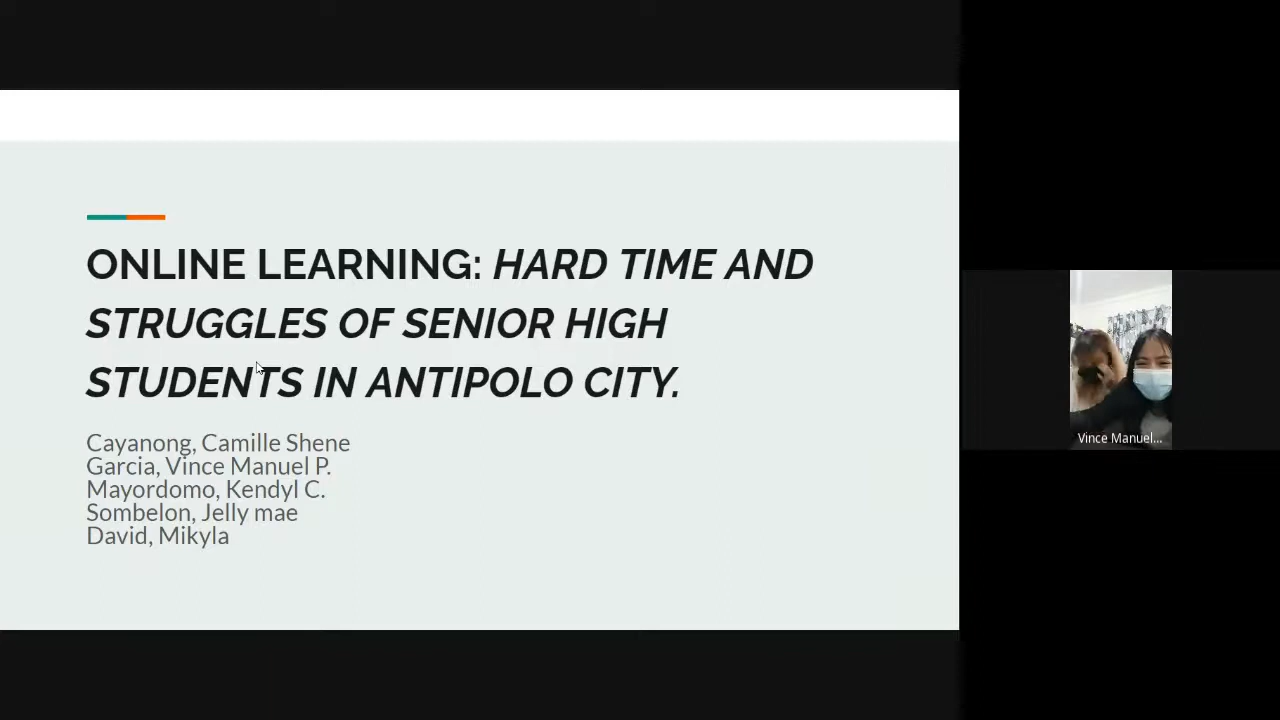 ONLINE LEARNING: HARD TIME AND
STRUGGLES OF SENIOR HIGH
STUDENTS IN ANTIPOLO CITY.
Cayanong, Camille Shene
Garcia, Vince Manuel P.
Mayordomo, Kendyl C.
Sombelon, Jelly mae
David, Mikyla
Vince Manuel...